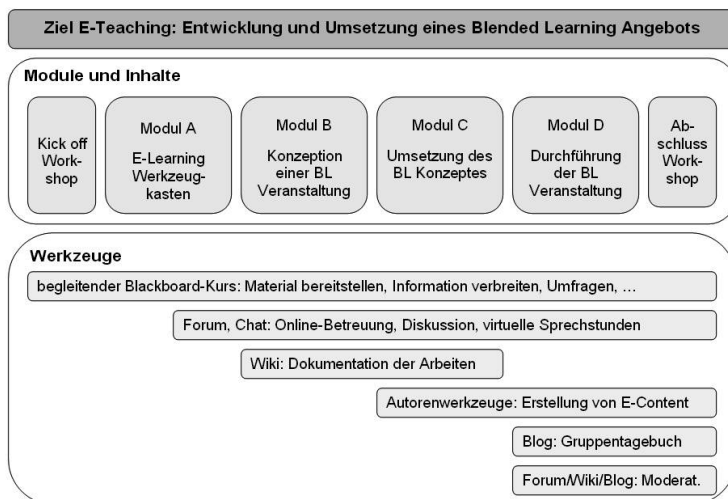 Ziel E-Teaching: Entwicklung und Umsetzung eines Blended Learning Angebots
Module und Inhalte
Kick off
Work-
shop
Modul A
E-Learning
Werkzeug-
kasten
Modul B
Konzeption
einer BL
Veranstaltung
Modul C
Umsetzung des
BL Konzeptes
Modul D
Durchführung
der BL
Veranstaltung
Ab-
schluss
Work-
shop
Werkzeuge
begleitender Blackboard-Kurs: Material bereitstellen, Information verbreiten, Umfragen, …
Forum, Chat: Online-Betreuung, Diskussion, virtuelle Sprechstunden
Wiki: Dokumentation der Arbeiten
Autorenwerkzeuge: Erstellung von E-Content
Blog: Gruppentagebuch
Forum/Wiki/Blog: Moderat.